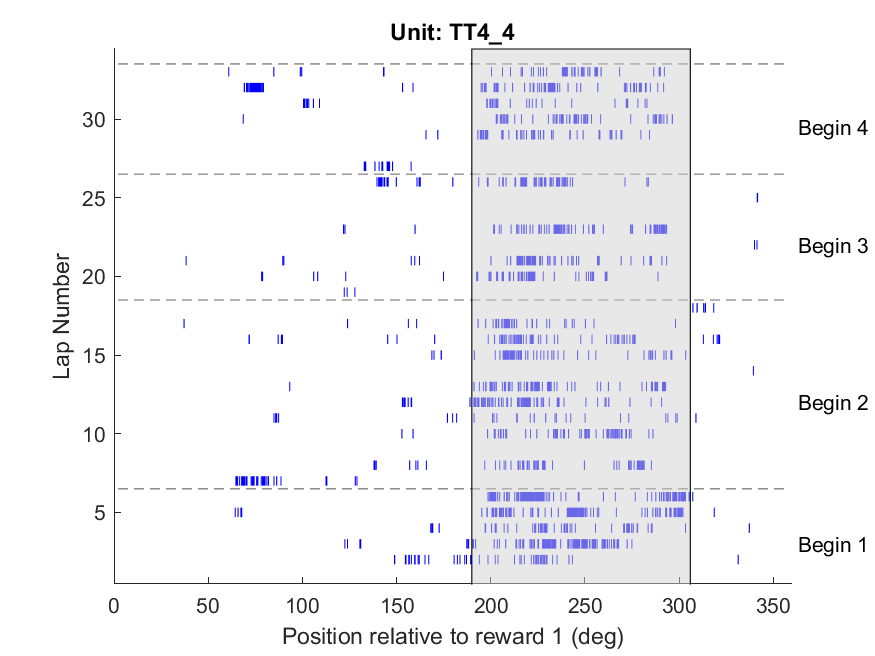 Unit: TT4_4
Lap Number
30
25
20
15
10
5
Begin 4
Begin 3
Begin 2
Begin 1
0 50 100 150 200 250 300 350
Position relative to reward 1 (deg)